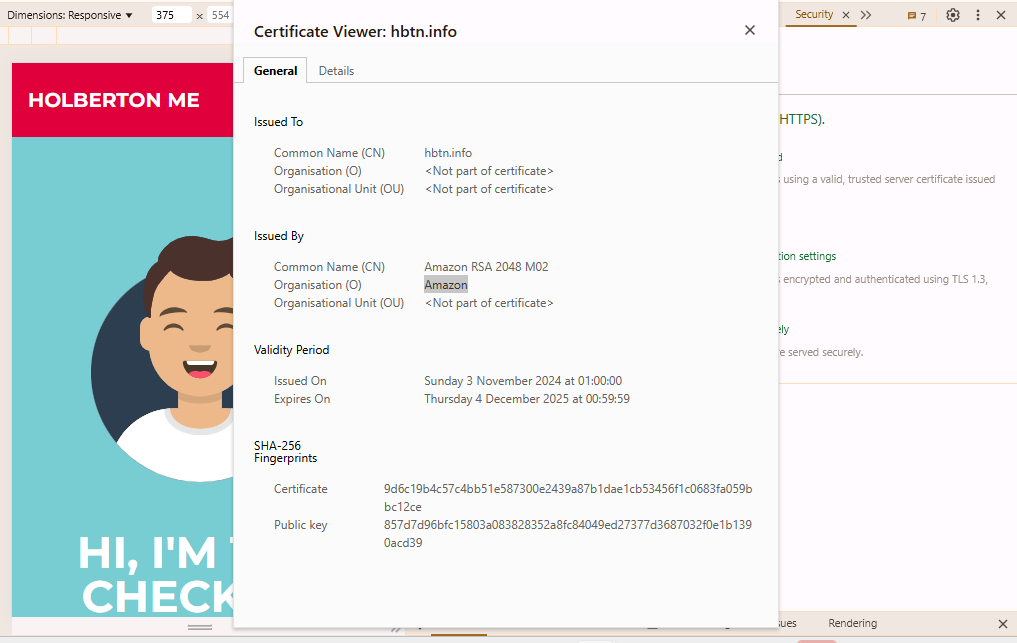 Dimensions: Responsive ▼ 375 × 554
Security × 7
HOLBERTON ME
HI, I'M
CHECK
Certificate Viewer: hbtn.info
General Details
Issued To
Common Name (CN) hbtn.info
Organisation (O) <Not part of certificate>
Organisational Unit (OU) <Not part of certificate>
Issued By
Common Name (CN) Amazon RSA 2048 M02
Organisation (O) Amazon
Organisational Unit (OU) <Not part of certificate>
Validity Period
Issued On Sunday 3 November 2024 at 01:00:00
Expires On Thursday 4 December 2025 at 00:59:59
SHA-256
Fingerprints
Certificate 9d6c19b4c57c4bb51e587300e2439a87b1dae1cb53456f1c0683fa059b
bc12ce
Public key 857d7d96bfc15803a083828352a8fc84049ed27377d3687032f0e1b139
0acd39
HTTPS).
using a valid, trusted server certificate issued
tion settings
encrypted and authenticated using TLS 1.3,
ely
e served securely.
ues Rendering